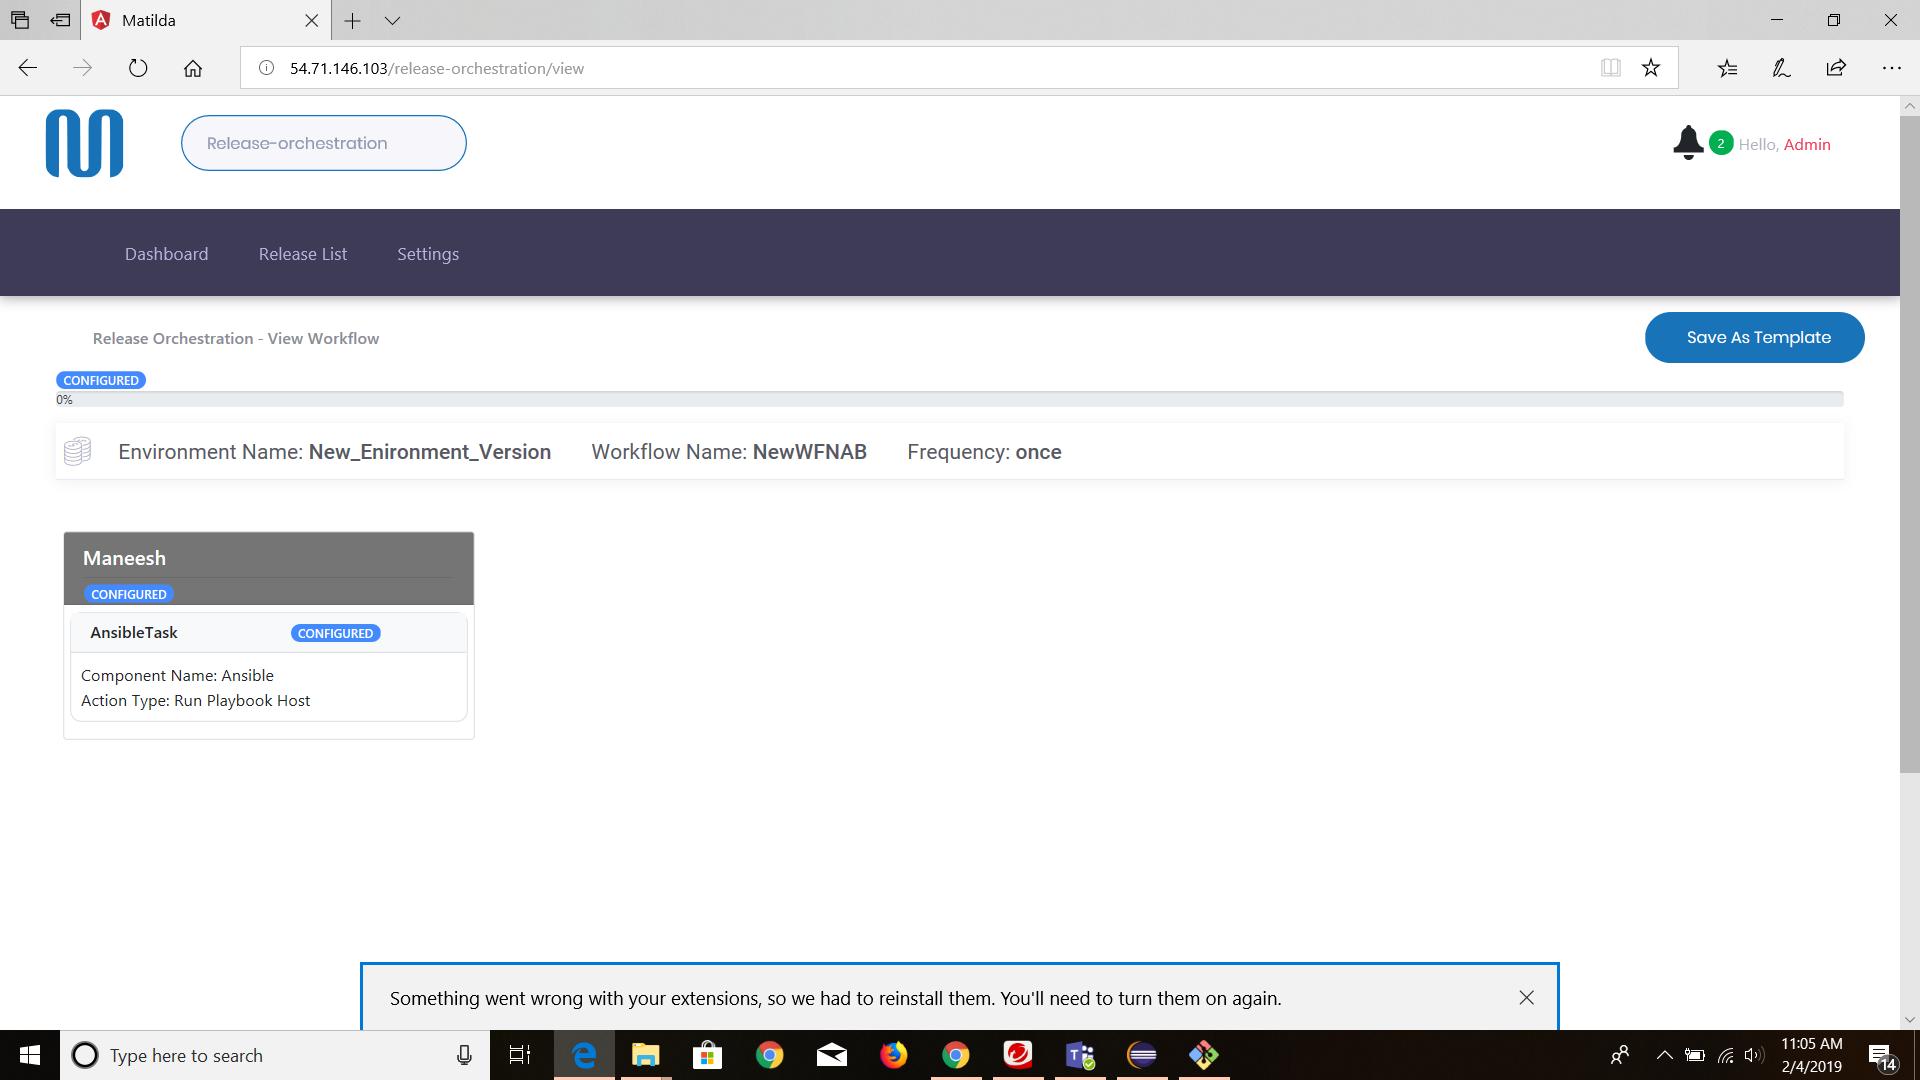 Matilda
54.71.146.103/release-orchestration/view
Release-orchestration
2 Hello, Admin
Dashboard Release List Settings
Release Orchestration - View Workflow
Save As Template
CONFIGURED
0%
Environment Name: New_Enironment_Version Workflow Name: NewWFNAB Frequency: once
Maneesh
CONFIGURED
AnsibleTask CONFIGURED
Component Name: Ansible
Action Type: Run Playbook Host
Something went wrong with your extensions, so we had to reinstall them. You'll need to turn them on again.
Type here to search
11:05 AM
2/4/2019
14